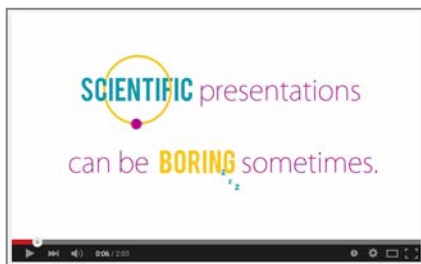 SCIENTIFIC presentations
can be BORING sometimes.
z z z
0:06 / 2:03